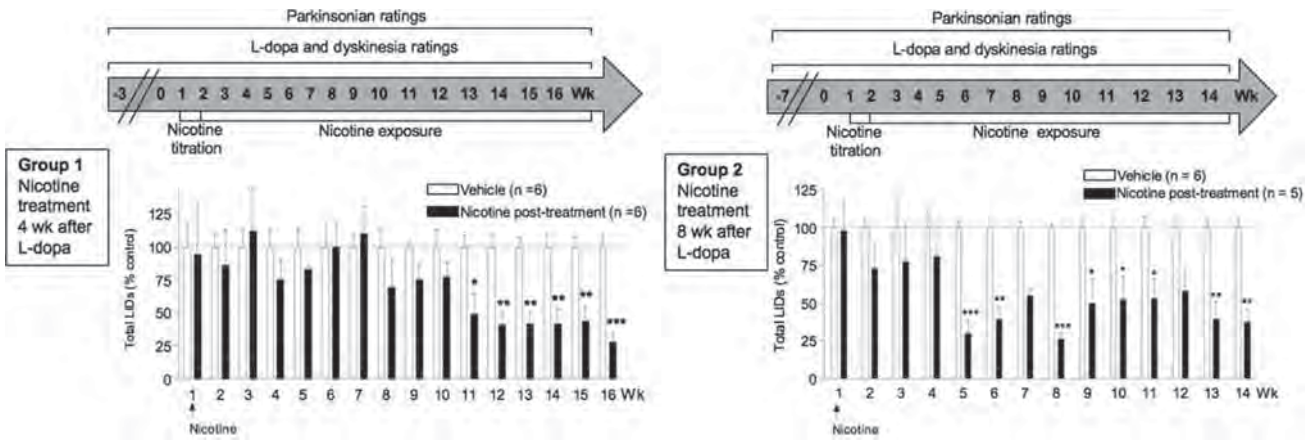 Parkinsonian ratings
L-dopa and dyskinesia ratings
-3 0 1 2 3 4 5 6 7 8 9 10 11 12 13 14 15 16 Wk
Nicotine titration
Nicotine exposure
Group 1
Nicotine
treatment
4 wk after
L-dopa
Vehicle (n =6)
Nicotine post-treatment (n =6)
Total LIDs (% control)
125
100
75
50
25
0
* ** ** ** ** ***
1 2 3 4 5 6 7 8 9 10 11 12 13 14 15 16 Wk
Nicotine
Parkinsonian ratings
L-dopa and dyskinesia ratings
-7 0 1 2 3 4 5 6 7 8 9 10 11 12 13 14 Wk
Nicotine
titration
Nicotine exposure
Group 2
Nicotine
treatment
8 wk after
L-dopa
Vehicle (n = 6)
Nicotine post-treatment (n = 5)
Total LIDs (% control)
125
100
75
50
25
0
*** ** *** * * * ** **
1 2 3 4 5 6 7 8 9 10 11 12 13 14 Wk
Nicotine